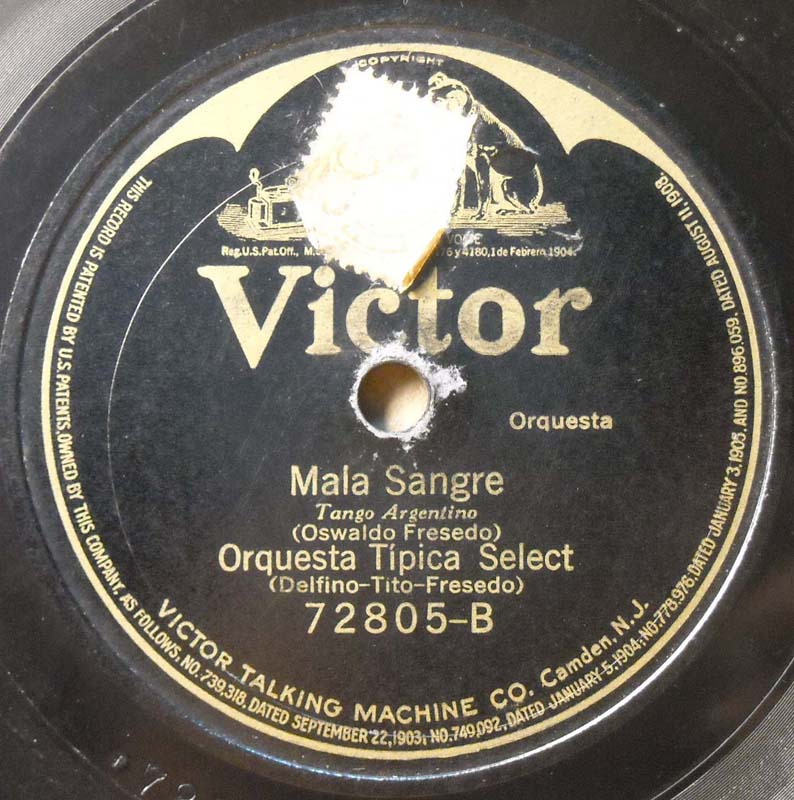 COPYRIGHT
Reg.U.S.Pat.Off., M.
VOICE
76 y 4180, 1 de Febrero 1904.
Victor
Orquesta
Mala Sangre
Tango Argentino
(Oswaldo Fresedo)
Orquesta Típica Select
(Delfino-Tito-Fresedo)
72805-B
VICTOR TALKING MACHINE CO. Camden, N.J.
THIS RECORD IS PATENTED BY U.S. PATENTS, OWNED BY THIS COMPANY, AS FOLLOWS, NO. 739,318, DATED SEPTEMBER 22, 1903; NO. 749,092, DATED JANUARY 5, 1904; NO. 778,976, DATED JANUARY 3, 1905, AND NO. 896,059, DATED AUGUST 11, 1908.